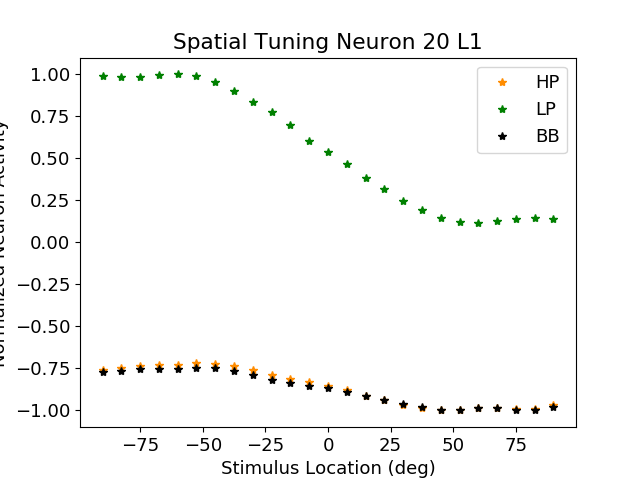 Spatial Tuning Neuron 20 L1
HP
LP
BB
1.00
0.75
0.50
0.25
0.00
−0.25
−0.50
−0.75
−1.00
−75
−50
−25
0
25
50
75
Stimulus Location (deg)
Normalized Neuron Activity